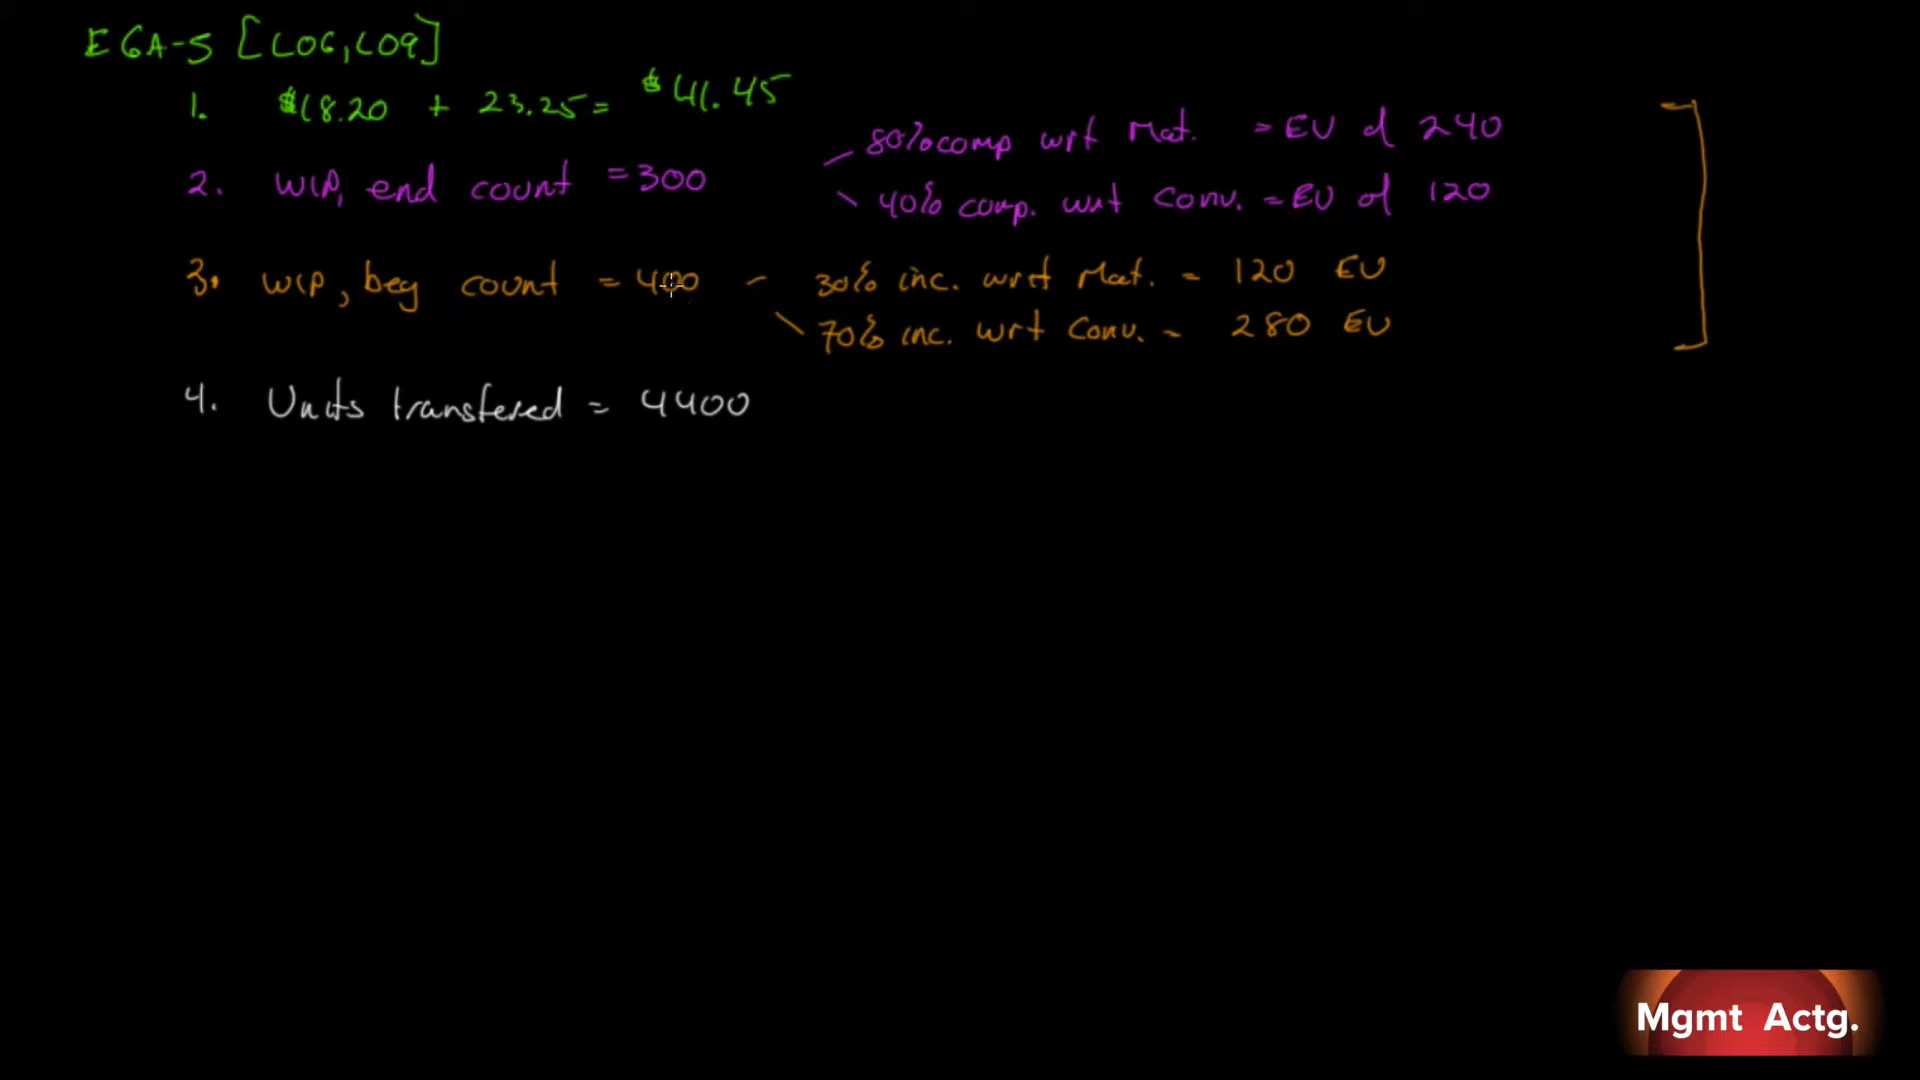 E6A-5 [LO6, LO9]
1. $18.20 + 23.25 = $41.45
2. WIP, end count = 300
80% comp wrt Mat. = EU of 240
40% comp. wrt Conv. = EU of 120
3. WIP, beg count = 400
30% inc. wrt Mat. = 120 EU
70% inc. wrt Conv. = 280 EU
4. Units transfered = 4400
Mgmt Actg.